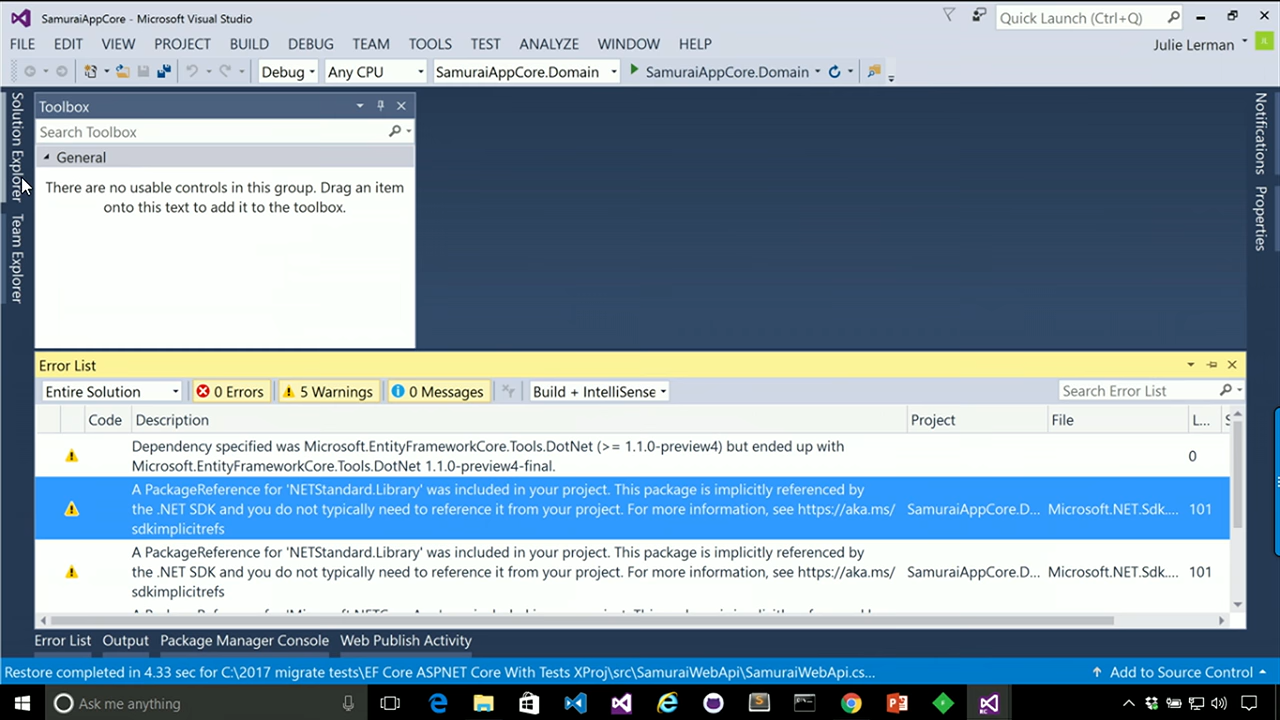 SamuraiAppCore - Microsoft Visual Studio
Quick Launch (Ctrl+Q)
FILE EDIT VIEW PROJECT BUILD DEBUG TEAM TOOLS TEST ANALYZE WINDOW HELP
Julie Lerman
Debug Any CPU SamuraiAppCore.Domain SamuraiAppCore.Domain
Solution Explorer
Team Explorer
Toolbox
Search Toolbox
General
There are no usable controls in this group. Drag an item
onto this text to add it to the toolbox.
Notifications
Properties
Error List
Entire Solution 0 Errors 5 Warnings 0 Messages Build + IntelliSense Search Error List
Code Description Project File L...
Dependency specified was Microsoft.EntityFrameworkCore.Tools.DotNet (>= 1.1.0-preview4) but ended up with
Microsoft.EntityFrameworkCore.Tools.DotNet 1.1.0-preview4-final.
0
A PackageReference for 'NETStandard.Library' was included in your project. This package is implicitly referenced by
the .NET SDK and you do not typically need to reference it from your project. For more information, see https://aka.ms/
sdkimplicitrefs
SamuraiAppCore.D... Microsoft.NET.Sdk.... 101
A PackageReference for 'NETStandard.Library' was included in your project. This package is implicitly referenced by
the .NET SDK and you do not typically need to reference it from your project. For more information, see https://aka.ms/
sdkimplicitrefs
SamuraiAppCore.D... Microsoft.NET.Sdk.... 101
Error List Output Package Manager Console Web Publish Activity
Restore completed in 4.33 sec for C:\2017 migrate tests\EF Core ASPNET Core With Tests XProj\src\SamuraiWebApi\SamuraiWebApi.cs...
Add to Source Control
Ask me anything